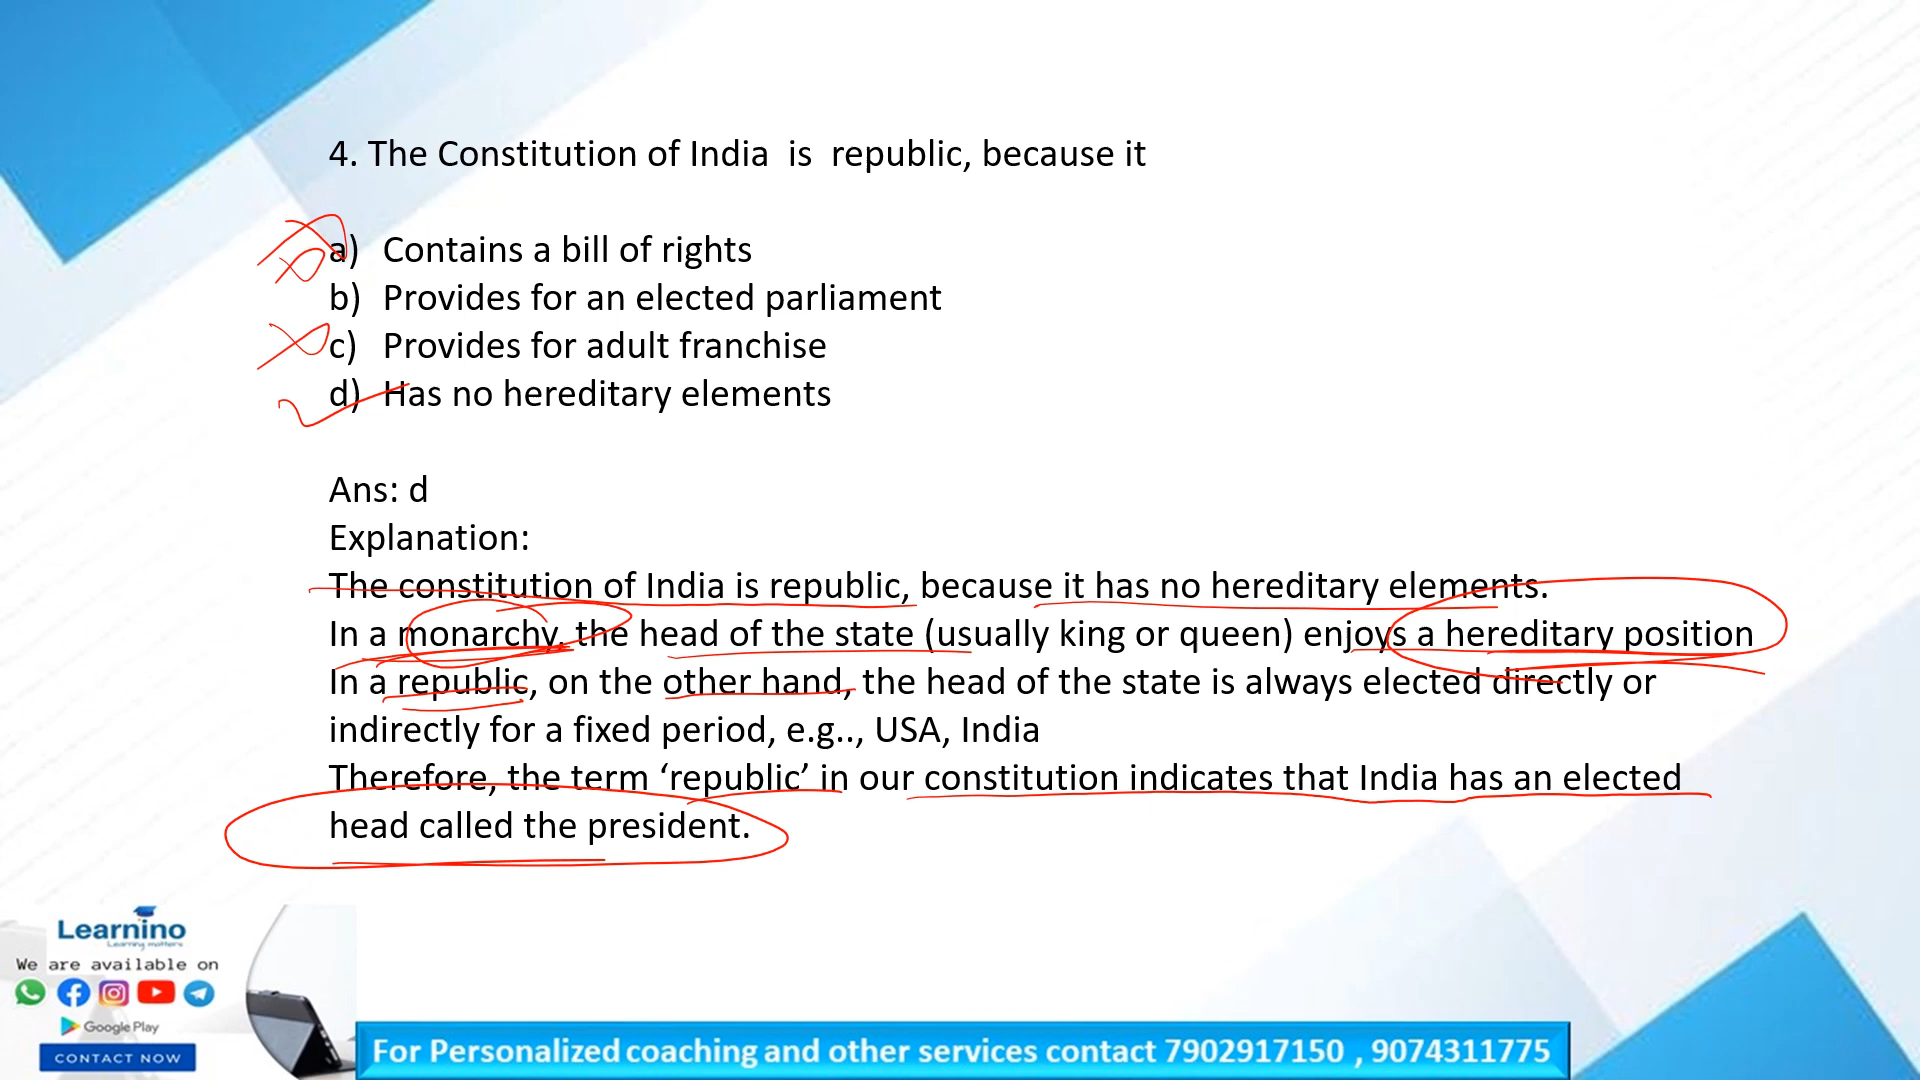 4. The Constitution of India is republic, because it
a) Contains a bill of rights
b) Provides for an elected parliament
c) Provides for adult franchise
d) Has no hereditary elements
Ans: d
Explanation:
The constitution of India is republic, because it has no hereditary elements.
In a monarchy, the head of the state (usually king or queen) enjoys a hereditary position
In a republic, on the other hand, the head of the state is always elected directly or
indirectly for a fixed period, e.g.., USA, India
Therefore, the term ‘republic’ in our constitution indicates that India has an elected
head called the president.
Learnino
Learning matters
We are available on
Google Play
CONTACT NOW
For Personalized coaching and other services contact 7902917150 , 9074311775